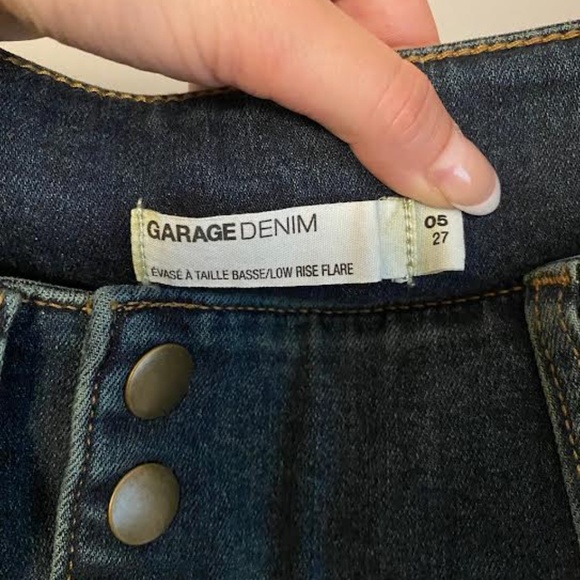 GARAGE DENIM
ÉVASÉ À TAILLE BASSE/LOW RISE FLARE
05
27